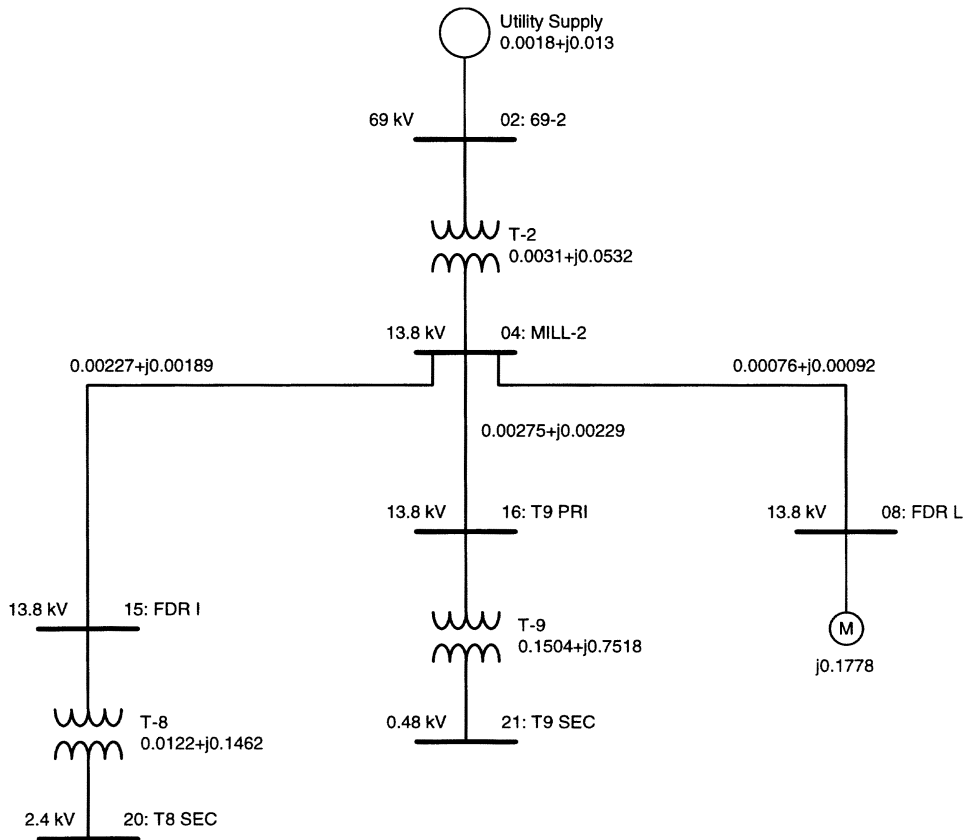 Utility Supply
0.0018+j0.013
69 kV 02: 69-2
T-2
0.0031+j0.0532
13.8 kV 04: MILL-2
0.00227+j0.00189
0.00076+j0.00092
0.00275+j0.00229
13.8 kV 16: T9 PRI
13.8 kV 08: FDR L
13.8 kV 15: FDR I
T-9
0.1504+j0.7518
M
j0.1778
T-8
0.0122+j0.1462
0.48 kV 21: T9 SEC
2.4 kV 20: T8 SEC